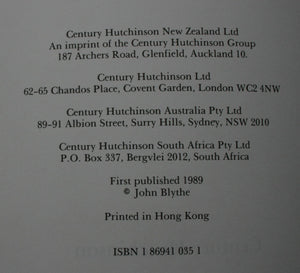 Century Hutchinson New Zealand Ltd
An imprint of the Century Hutchinson Group
187 Archers Road, Glenfield, Auckland 10.
Century Hutchinson Ltd
62-65 Chandos Place, Covent Garden, London WC2 4NW
Century Hutchinson Australia Pty Ltd
89-91 Albion Street, Surry Hills, Sydney, NSW 2010
Century Hutchinson South Africa Pty Ltd
P.O. Box 337, Bergvlei 2012, South Africa
First published 1989
© John Blythe
Printed in Hong Kong
ISBN 1 86941 035 1